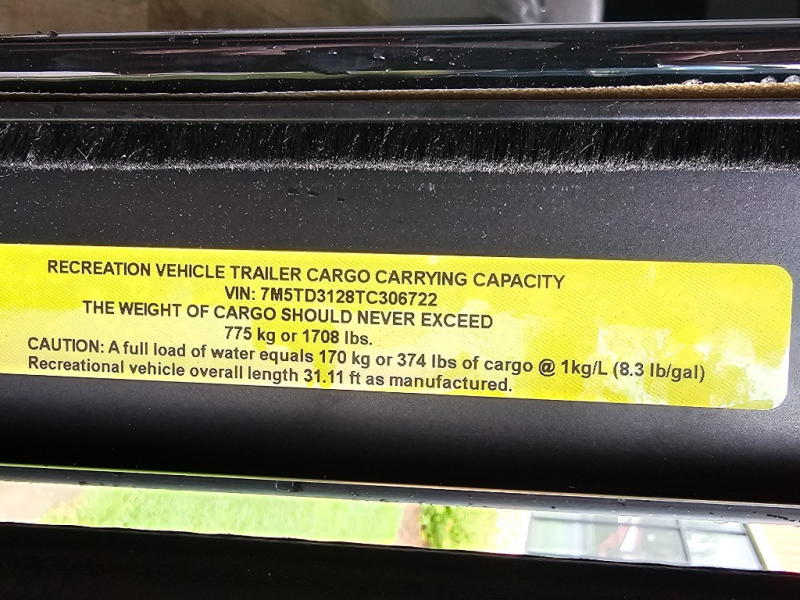 RECREATION VEHICLE TRAILER CARGO CARRYING CAPACITY
VIN: 7M5TD3128TC306722
THE WEIGHT OF CARGO SHOULD NEVER EXCEED
775 kg or 1708 lbs.
CAUTION: A full load of water equals 170 kg or 374 lbs of cargo @ 1kg/L (8.3 lb/gal)
Recreational vehicle overall length 31.11 ft as manufactured.